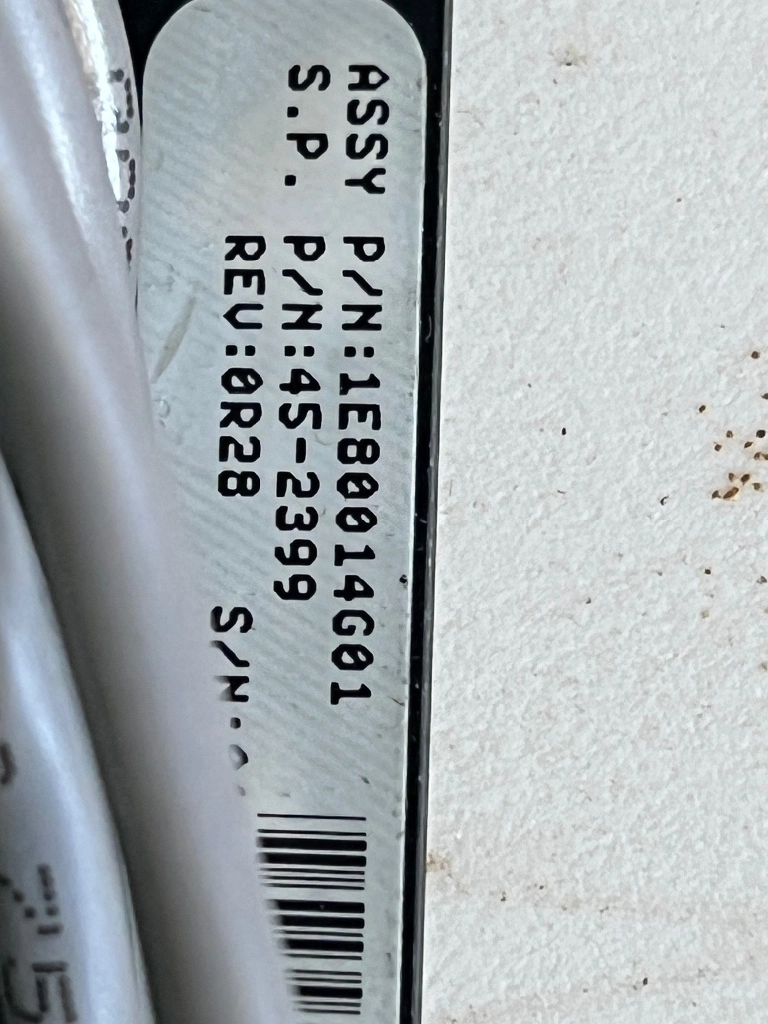 ASSY P/N:1E80014G01
S.P. P/N:45-2399
REV:0R28 S/N: